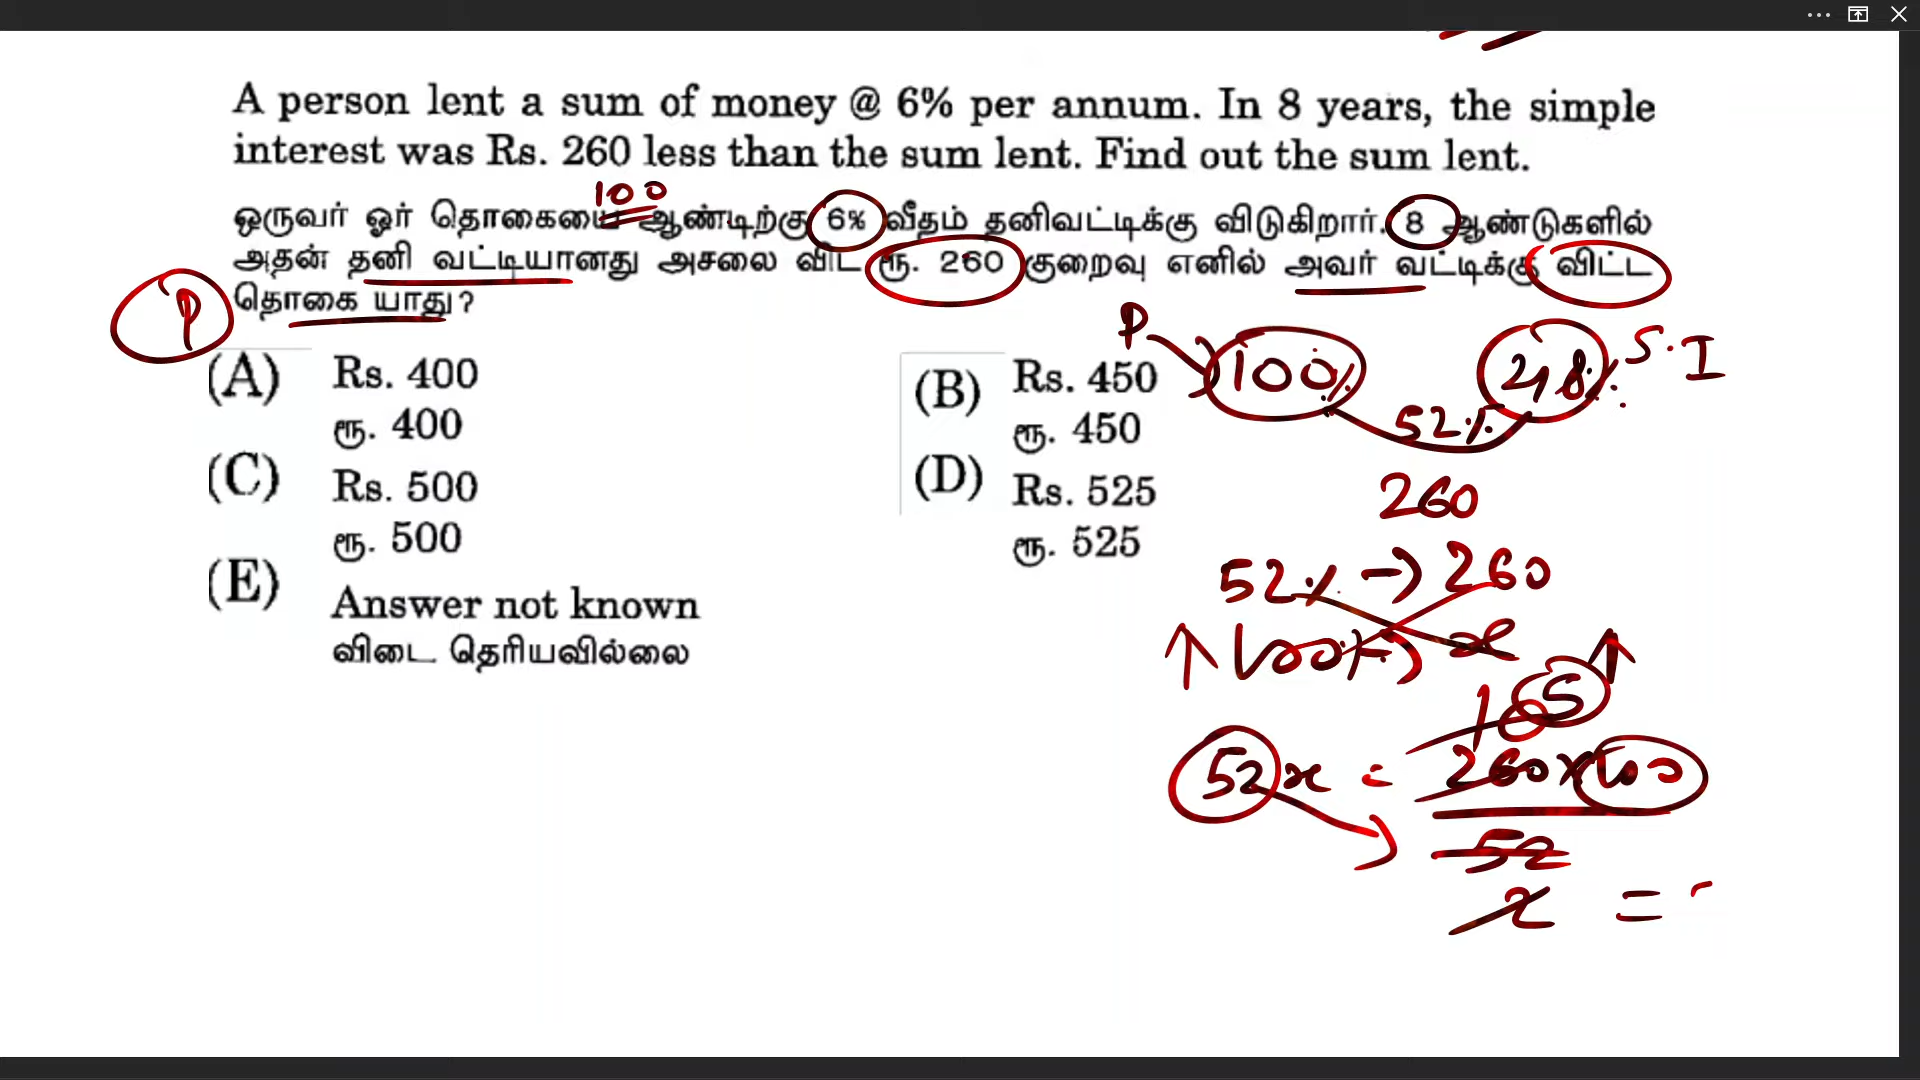 A person lent a sum of money @ 6% per annum. In 8 years, the simple
interest was Rs. 260 less than the sum lent. Find out the sum lent.
100
ஒருவர் ஓர் தொகையை ஆண்டிற்கு 6% வீதம் தனிவட்டிக்கு விடுகிறார். 8 ஆண்டுகளில்
அதன் தனி வட்டியானது அசலை விட ரூ. 260 குறைவு எனில் அவர் வட்டிக்கு விட்ட
P தொகை யாது?
(A) Rs. 400
ரூ. 400
(B) Rs. 450
ரூ. 450
(C) Rs. 500
ரூ. 500
(D) Rs. 525
ரூ. 525
(E) Answer not known
விடை தெரியவில்லை
P
100% 48% S.I
52%
260
52% → 260
100% → x
10 5
52x = 260x100
52
x =